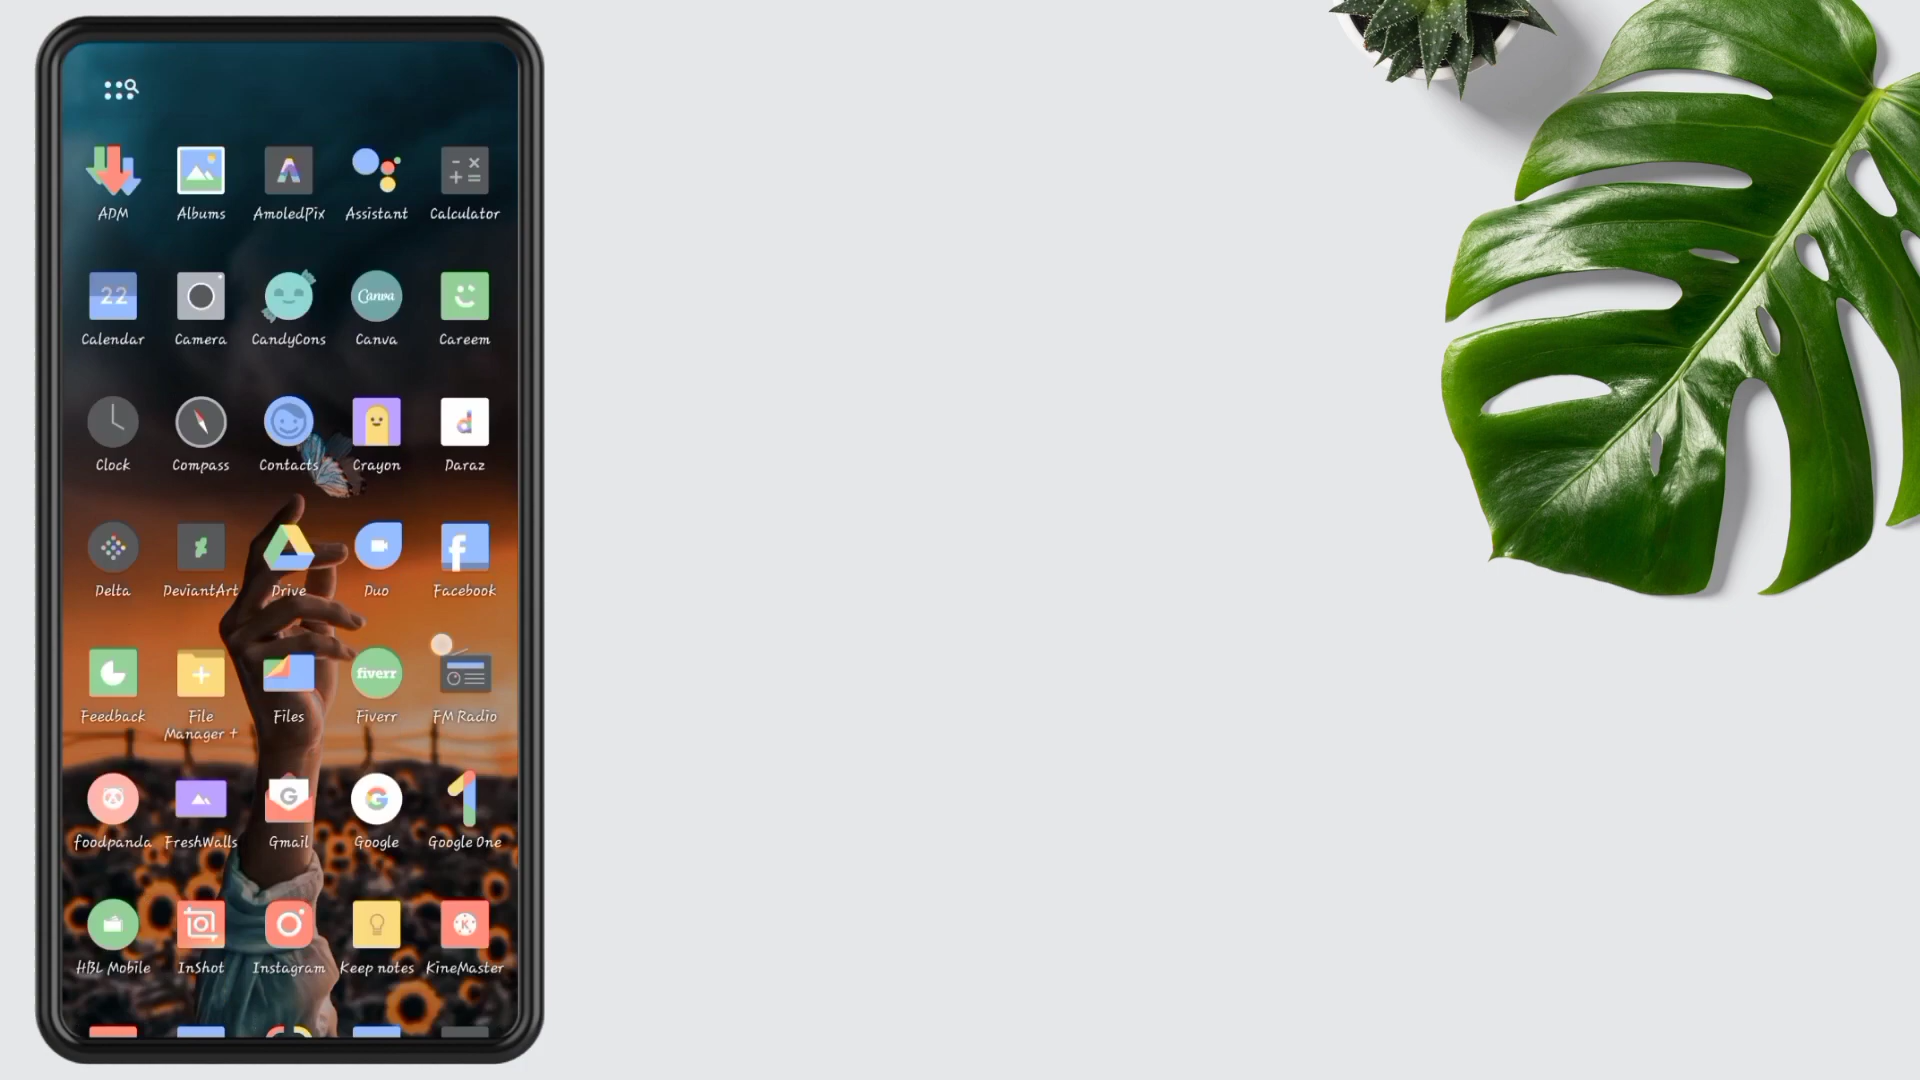 ADM Albums AmoledPix Assistant Calculator
22 Canva
Calendar Camera CandyCons Canva Careem
d
Clock Compass Contacts Crayon Daraz
f
Delta DeviantArt Drive Duo Facebook
fiverr
Feedback File Manager + Files Fiverr FM Radio
G G 1
foodpanda FreshWalls Gmail Google Google One
K
HBL Mobile InShot Instagram Keep notes KineMaster